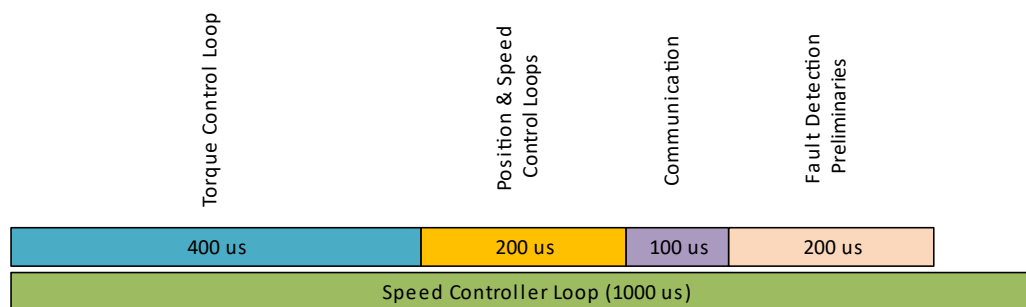 Torque Control Loop
Position & Speed
Control Loops
Communication
Fault Detection
Preliminaries
400 us
200 us
100 us
200 us
Speed Controller Loop (1000 us)